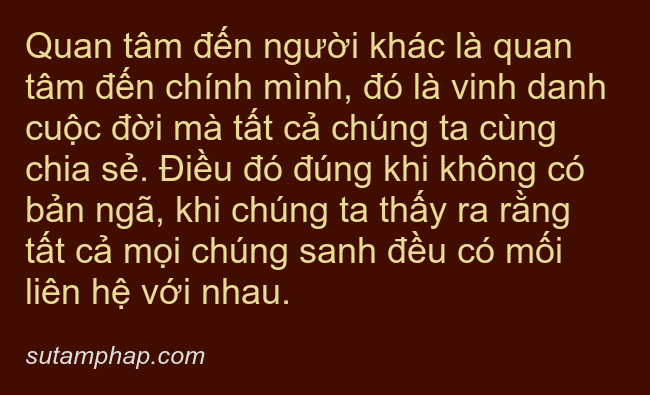 Quan tâm đến người khác là quan
tâm đến chính mình, đó là vinh danh
cuộc đời mà tất cả chúng ta cùng
chia sẻ. Điều đó đúng khi không có
bản ngã, khi chúng ta thấy ra rằng
tất cả mọi chúng sanh đều có mối
liên hệ với nhau.
sutamphap.com